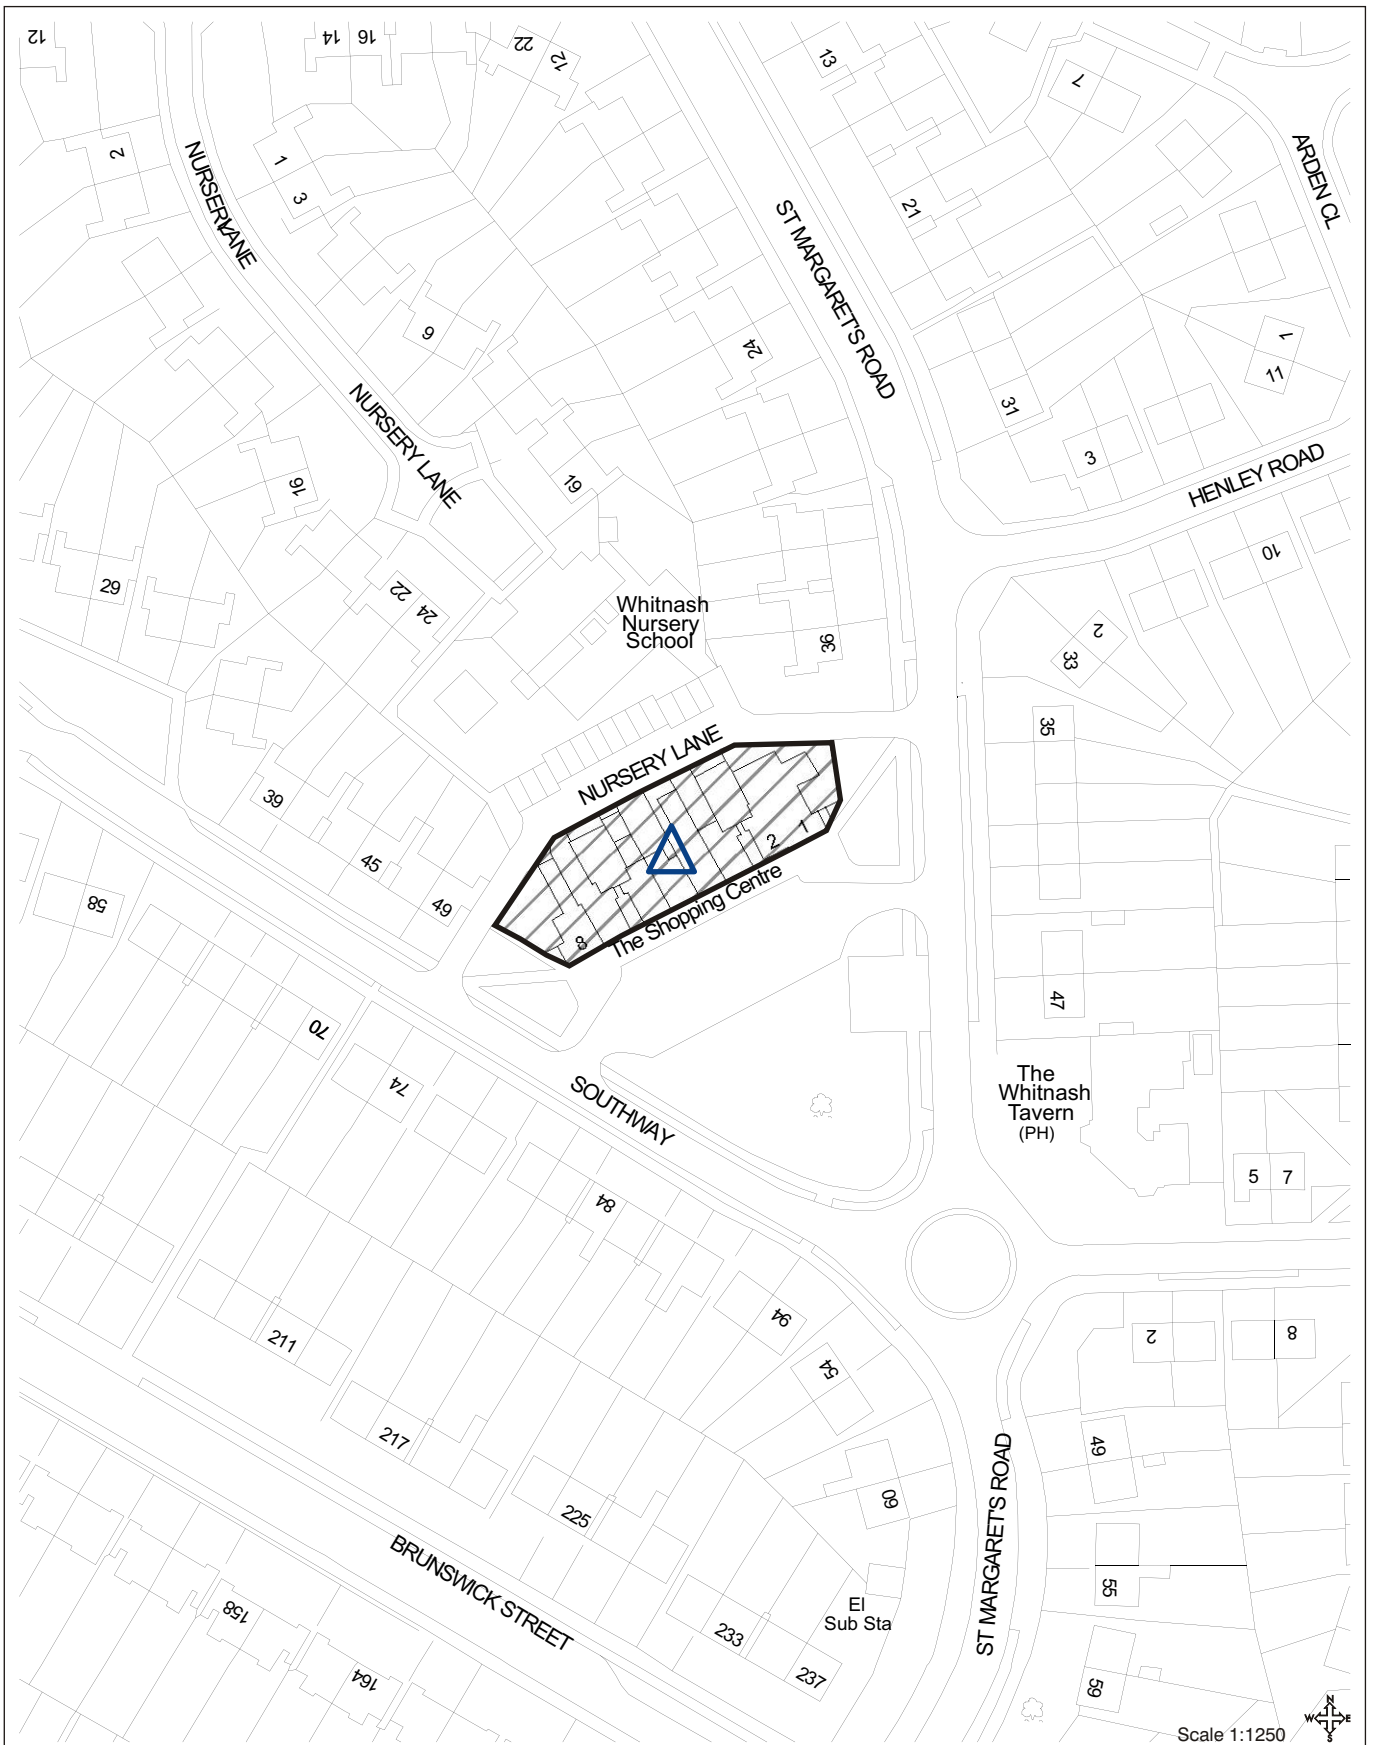 12
14
16
22
12
13
7
ARDEN CL
2
NURSERY LANE
1
3
21
ST MARGARET'S ROAD
9
24
1
11
31
NURSERY LANE
3
HENLEY ROAD
16
19
10
29
22
24
Whitnash
Nursery
School
36
2
33
35
NURSERY LANE
39
45
49
58
1
2
8
The Shopping Centre
47
70
74
SOUTHWAY
The
Whitnash
Tavern
(PH)
5
7
84
94
54
211
2
8
217
49
60
225
ST MARGARET'S ROAD
BRUNSWICK STREET
55
El
Sub Sta
158
233
164
237
59
N
W
E
S
Scale 1:1250